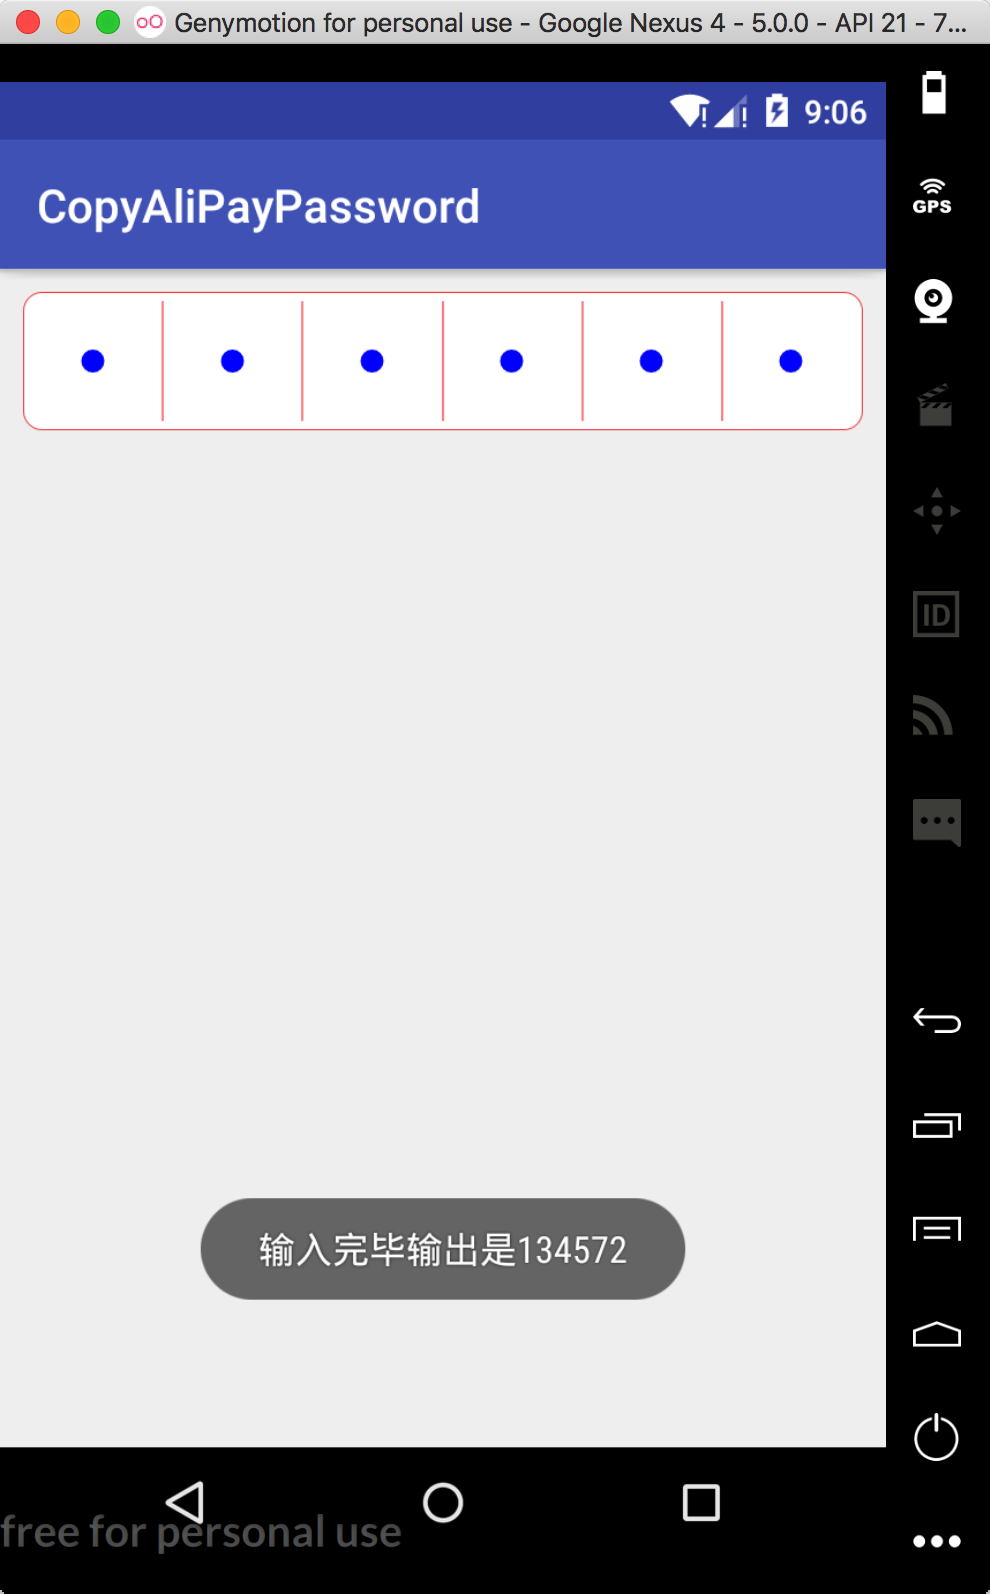 Genymotion for personal use - Google Nexus 4 - 5.0.0 - API 21 - 7...
9:06
GPS
CopyAliPayPassword
ID
输入完毕输出是134572
free for personal use